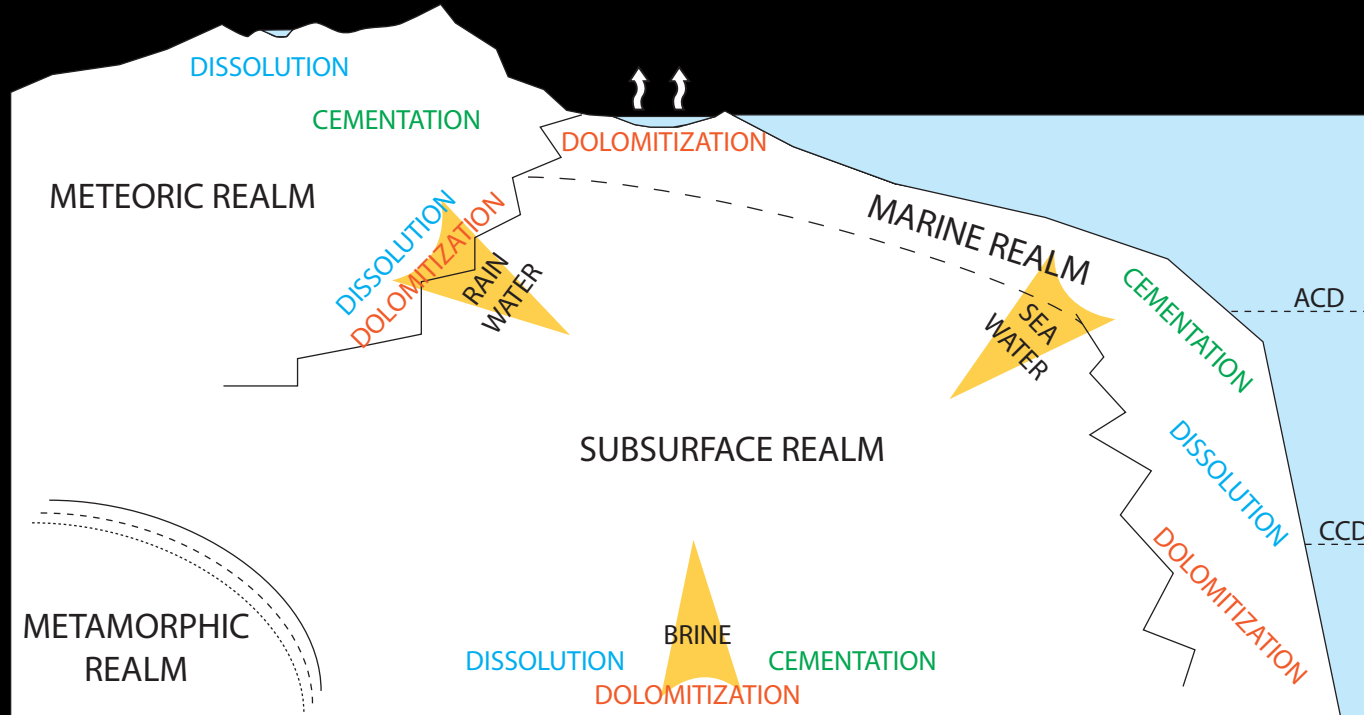 DISSOLUTION
CEMENTATION
DOLOMITIZATION
METEORIC REALM
DISSOLUTION
DOLOMITIZATION
RAIN
WATER
MARINE REALM
CEMENTATION
ACD
SEA
WATER
SUBSURFACE REALM
DISSOLUTION
CCD
DOLOMITIZATION
METAMORPHIC
REALM
BRINE
DISSOLUTION
CEMENTATION
DOLOMITIZATION